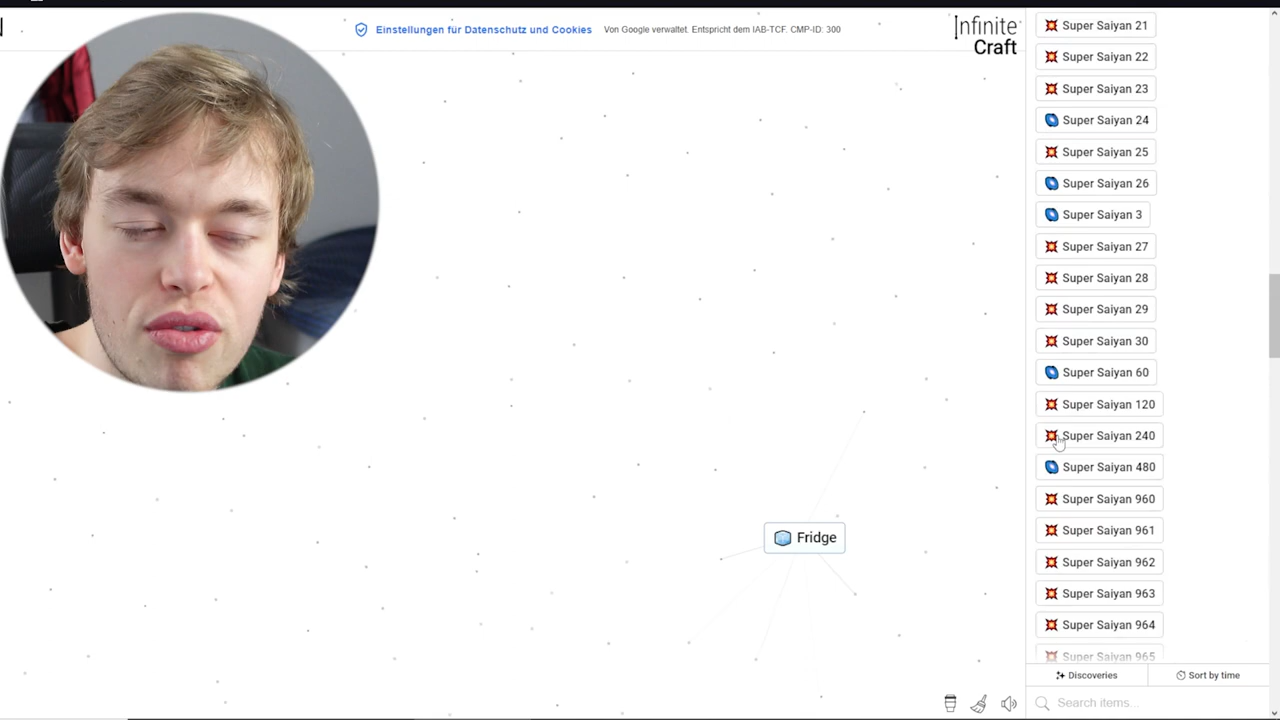 Einstellungen für Datenschutz und Cookies
Von Google verwaltet. Entspricht dem IAB-TCF. CMP-ID: 300
Infinite
Craft
Super Saiyan 21
Super Saiyan 22
Super Saiyan 23
Super Saiyan 24
Super Saiyan 25
Super Saiyan 26
Super Saiyan 3
Super Saiyan 27
Super Saiyan 28
Super Saiyan 29
Super Saiyan 30
Super Saiyan 60
Super Saiyan 120
Super Saiyan 240
Super Saiyan 480
Super Saiyan 960
Super Saiyan 961
Super Saiyan 962
Super Saiyan 963
Super Saiyan 964
Super Saiyan 965
Fridge
Discoveries
Sort by time
Search items...